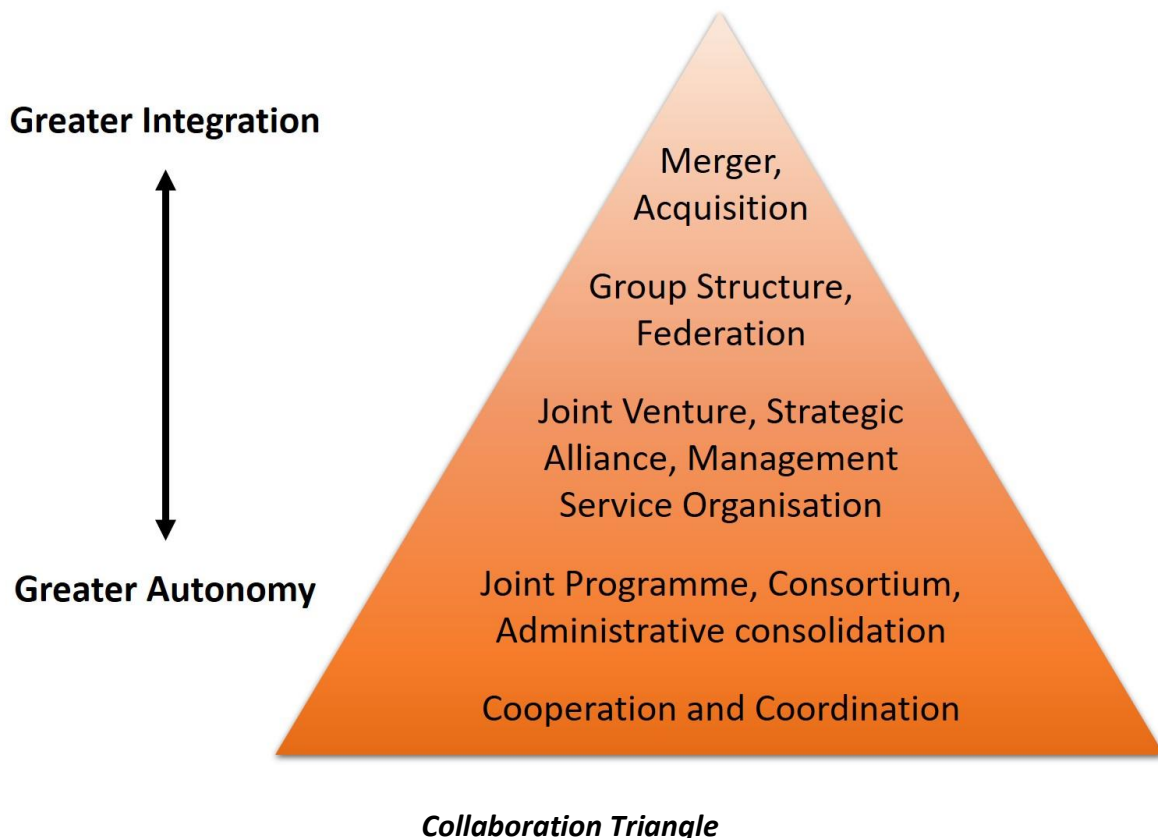 Greater Integration
Greater Autonomy
Merger,
Acquisition
Group Structure,
Federation
Joint Venture, Strategic
Alliance, Management
Service Organisation
Joint Programme, Consortium,
Administrative consolidation
Cooperation and Coordination
Collaboration Triangle